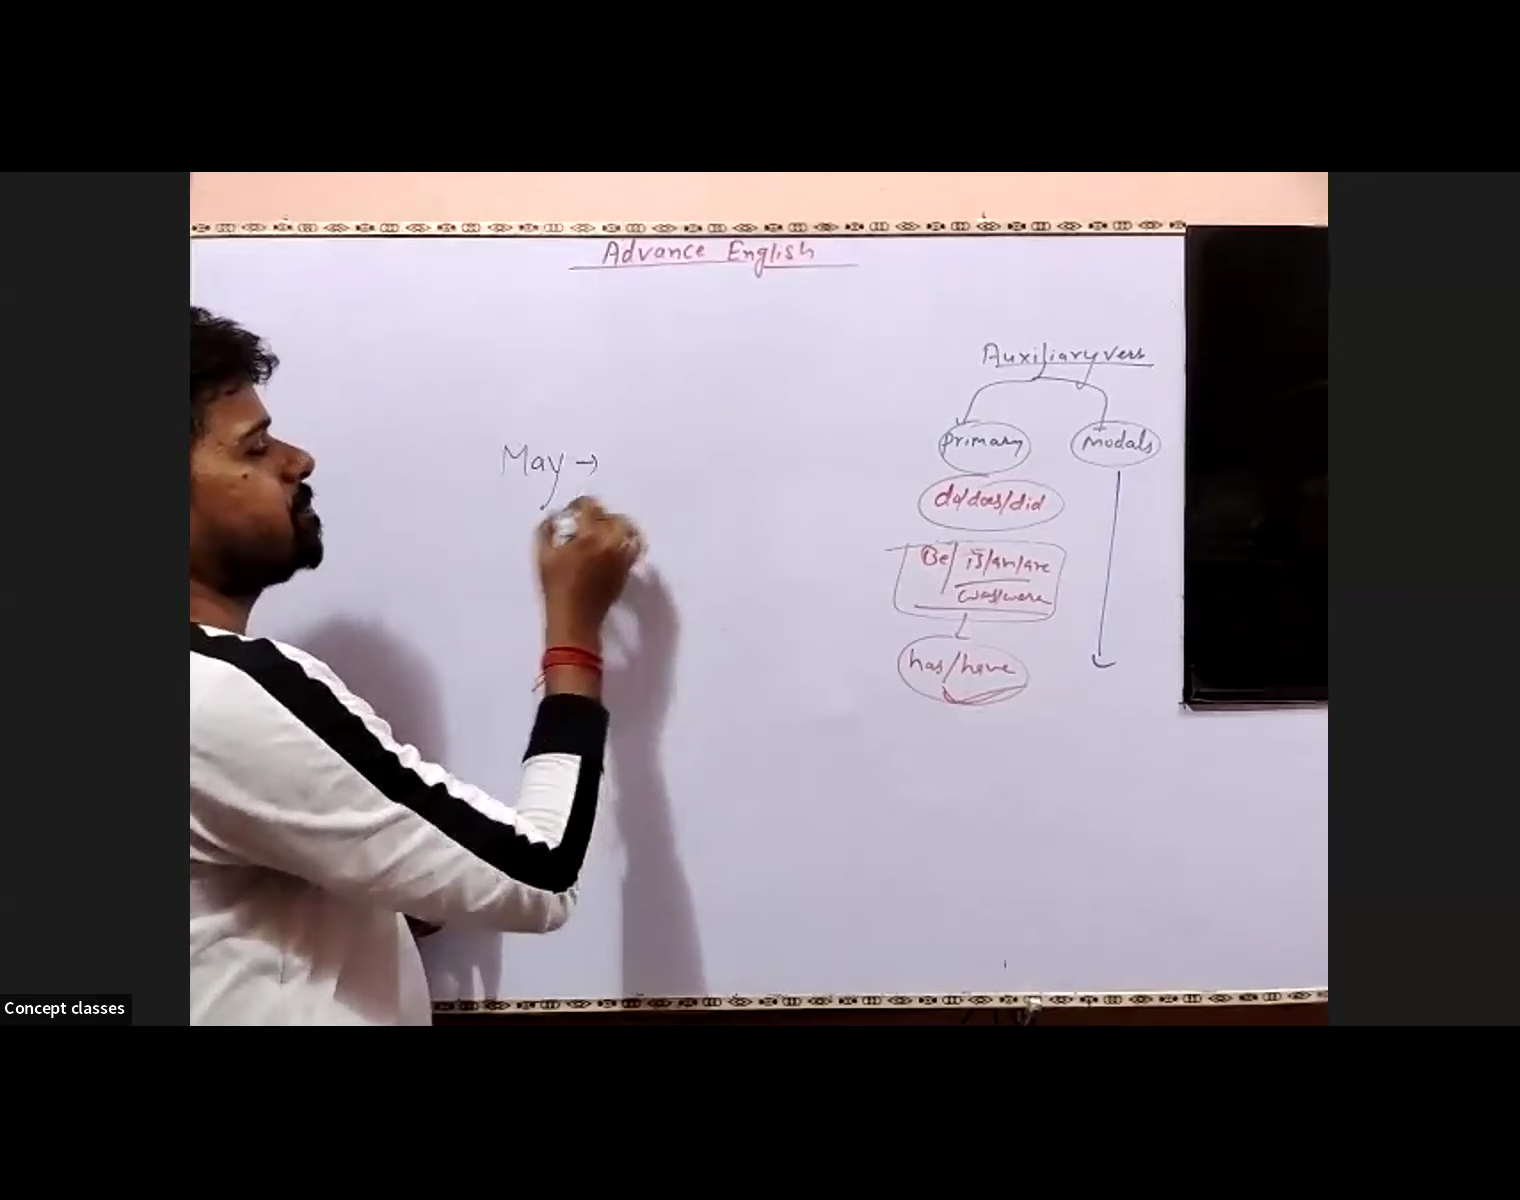 Advance English
Auxiliary verb
primary
Modals
do/does/did
Be/ is/am/are
was/were
has/have
May →
Concept classes